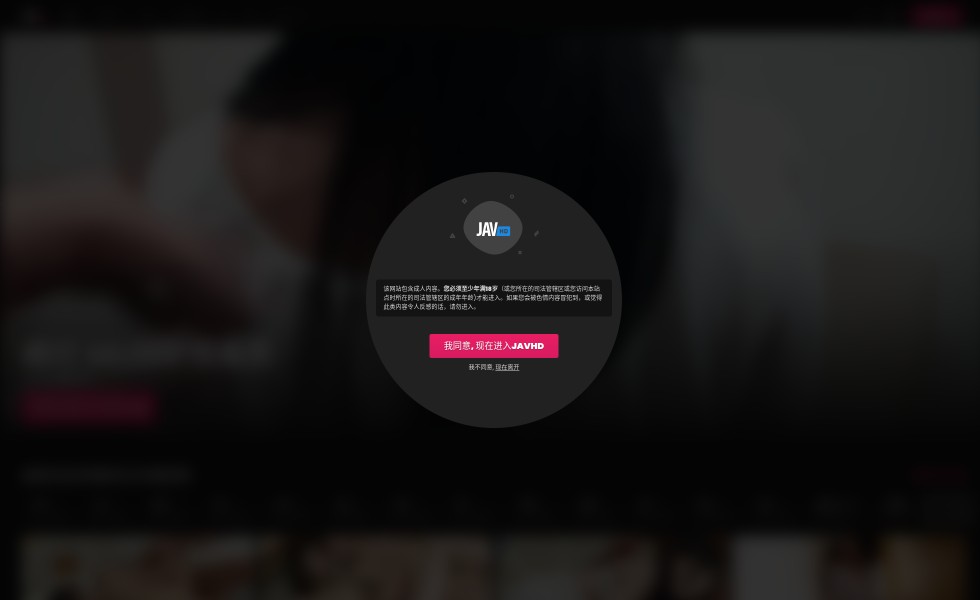 JAV HD
该网站包含成人内容。您必须至少年满18岁（或您所在的司法管辖区或您访问本站
点时所在的司法管辖区的成年年龄)才能进入。如果您会被色情内容冒犯到，或觉得
此类内容令人反感的话，请勿进入。
我同意, 现在进入JAVHD
我不同意, 现在离开